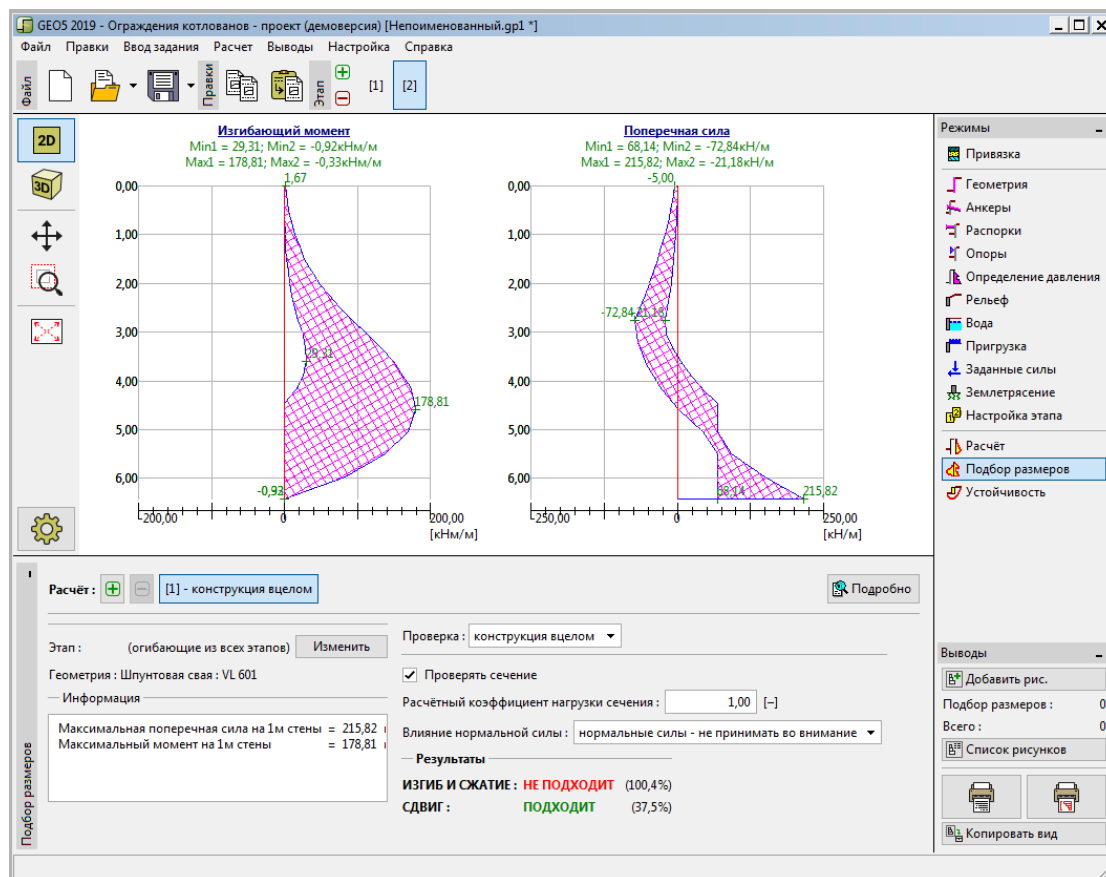 GEO5 2019 - Ограждения котлованов - проект (демоверсия) [Непоименованный.gp1 *]
Файл Правки Ввод задания Расчет Выводы Настройка Справка
Файл
Правки
Этап
[1] [2]
2D
3D
Изгибающий момент
Min1 = 29,31; Min2 = -0,92кНм/м
Max1 = 178,81; Max2 = -0,33кНм/м
1,67
0,00
1,00
2,00
3,00
29,31
4,00
178,81
5,00
6,00
-200,00 0 200,00
[кНм/м]
Поперечная сила
Min1 = 68,14; Min2 = -72,84кН/м
Max1 = 215,82; Max2 = -21,18кН/м
-5,00
0,00
1,00
2,00
-72,84
3,00
4,00
5,00
6,00
68,14 215,82
-250,00 0 250,00
[кН/м]
Режимы
Привязка
Геометрия
Анкеры
Распорки
Опоры
Определение давления
Рельеф
Вода
Пригрузка
Заданные силы
Землетрясение
Настройка этапа
Расчёт
Подбор размеров
Устойчивость
Подбор размеров
Расчёт : [1] - конструкция вцелом Подробно
Этап : (огибающие из всех этапов) Изменить
Геометрия : Шпунтовая свая : VL 601
Информация
Максимальная поперечная сила на 1м стены = 215,82
Максимальный момент на 1м стены = 178,81
Проверка : конструкция вцелом
Проверять сечение
Расчётный коэффициент нагрузки сечения : 1,00 [–]
Влияние нормальной силы : нормальные силы - не принимать во внимание
Результаты
ИЗГИБ И СЖАТИЕ : НЕ ПОДХОДИТ (100,4%)
СДВИГ : ПОДХОДИТ (37,5%)
Выводы
Добавить рис.
Подбор размеров : 0
Всего : 0
Список рисунков
Копировать вид